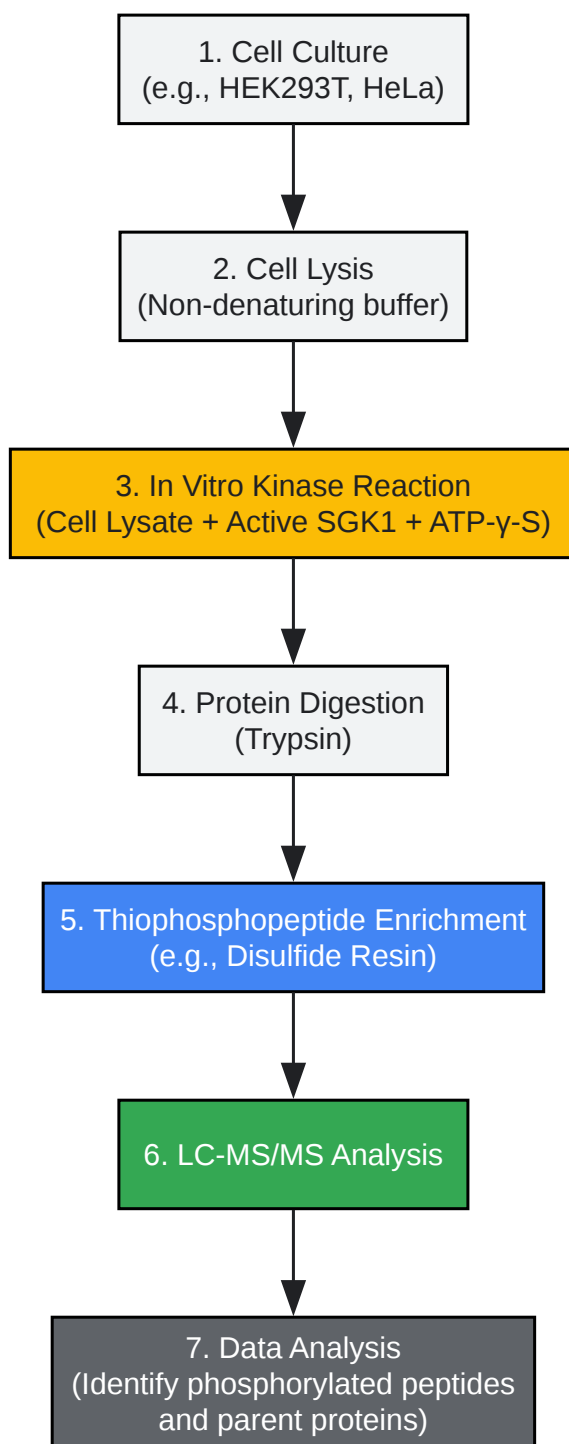 1. Cell Culture
(e.g., HEK293T, HeLa)
2. Cell Lysis
(Non-denaturing buffer)
3. In Vitro Kinase Reaction
(Cell Lysate + Active SGK1 + ATP-γ-S)
4. Protein Digestion
(Trypsin)
5. Thiophosphopeptide Enrichment
(e.g., Disulfide Resin)
6. LC-MS/MS Analysis
7. Data Analysis
(Identify phosphorylated peptides
and parent proteins)